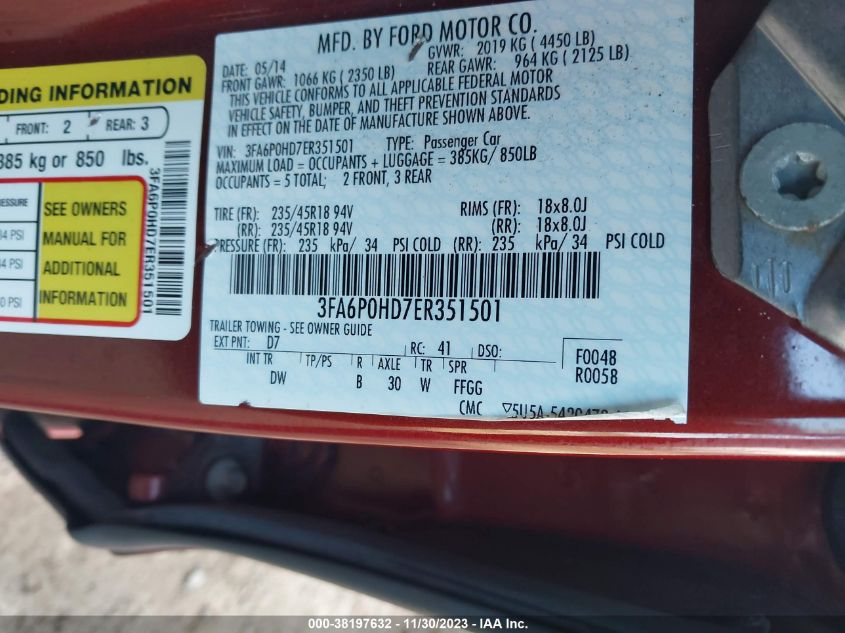 DING INFORMATION
FRONT: 2 REAR: 3
385 kg or 850 lbs.
PRESSURE
PSI
PSI
PSI
SEE OWNERS
MANUAL FOR
ADDITIONAL
INFORMATION
3FA6P0HD7ER351501
MFD. BY FORD MOTOR CO.
DATE: 05/14 GVWR: 2019 KG ( 4450 LB)
FRONT GAWR: 1066 KG ( 2350 LB) REAR GAWR: 964 KG ( 2125 LB)
THIS VEHICLE CONFORMS TO ALL APPLICABLE FEDERAL MOTOR
VEHICLE SAFETY, BUMPER, AND THEFT PREVENTION STANDARDS
IN EFFECT ON THE DATE OF MANUFACTURE SHOWN ABOVE.
VIN: 3FA6P0HD7ER351501 TYPE: Passenger Car
MAXIMUM LOAD = OCCUPANTS + LUGGAGE = 385KG/ 850LB
OCCUPANTS = 5 TOTAL; 2 FRONT, 3 REAR
TIRE (FR): 235/45R18 94V RIMS (FR): 18x8.0J
(RR): 235/45R18 94V (RR): 18x8.0J
PRESSURE (FR): 235 kPa/ 34 PSI COLD (RR): 235 kPa/ 34 PSI COLD
3FA6P0HD7ER351501
TRAILER TOWING - SEE OWNER GUIDE
EXT PNT: D7 RC: 41 DSO: F0048
INT TR TP/PS R AXLE TR SPR R0058
DW B 30 W FFGG
CMC
000-38197632 - 11/30/2023 - IAA Inc.